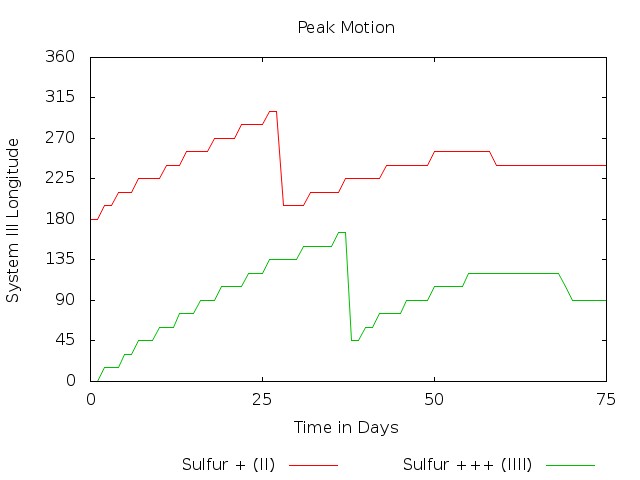 Peak Motion
360
315
270
225
180
135
90
45
0
System III Longitude
0 25 50 75
Time in Days
Sulfur + (II) Sulfur +++ (IIII)